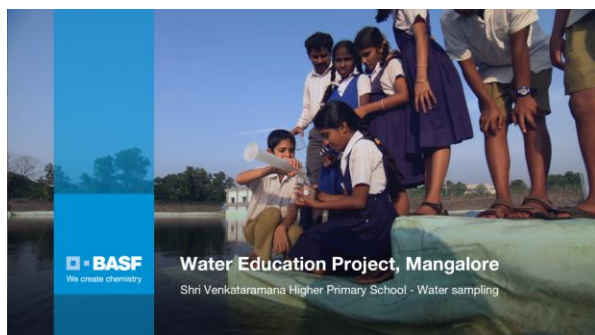 BASF
We create chemistry
Water Education Project, Mangalore
Shri Venkataramana Higher Primary School - Water sampling